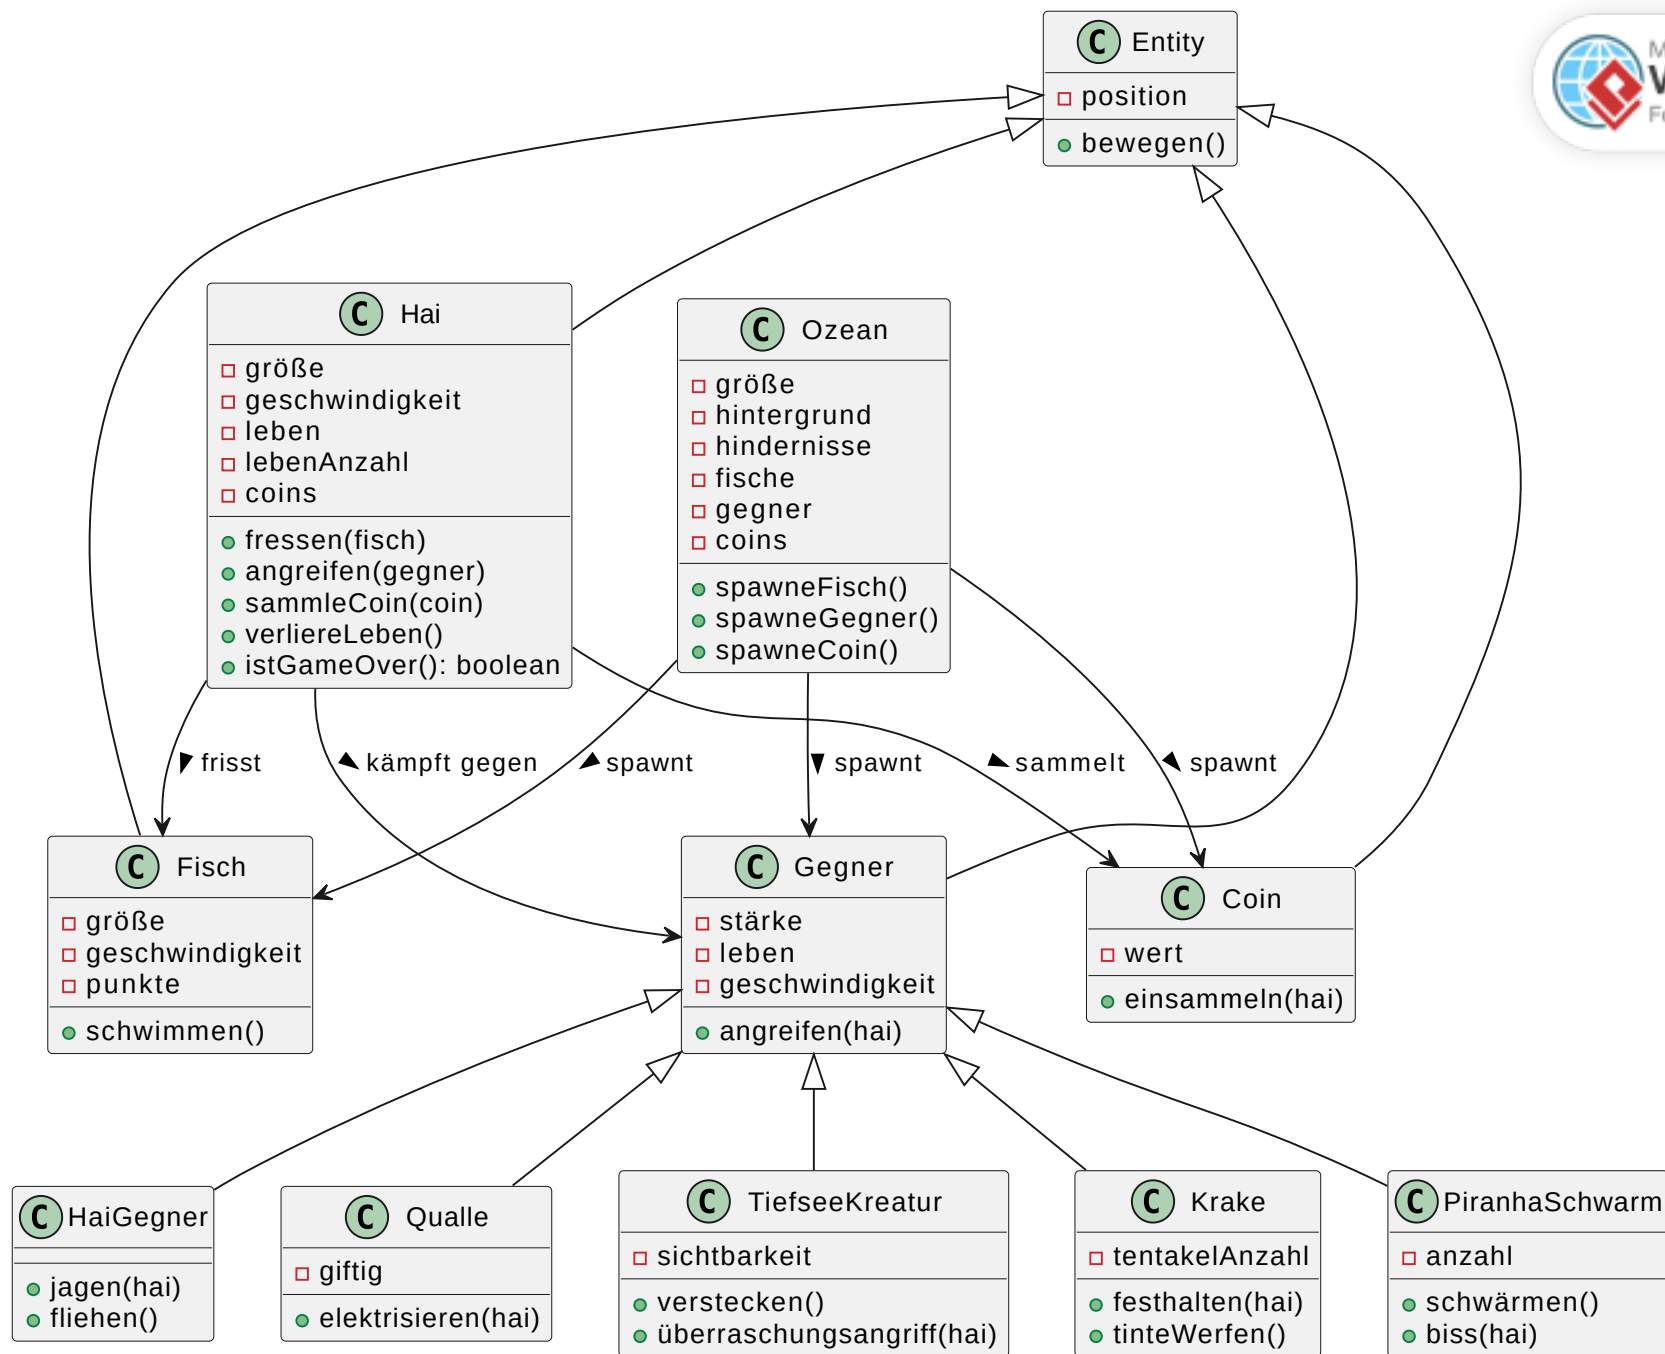 C Entity
position
bewegen()
C Hai
größe
geschwindigkeit
leben
lebenAnzahl
coins
fressen(fisch)
angreifen(gegner)
sammleCoin(coin)
verliereLeben()
istGameOver(): boolean
C Ozean
größe
hintergrund
hindernisse
fische
gegner
coins
spawneFisch()
spawneGegner()
spawneCoin()
frisst
kämpft gegen
spawnt
spawnt
sammelt
spawnt
C Fisch
größe
geschwindigkeit
punkte
schwimmen()
C Gegner
stärke
leben
geschwindigkeit
angreifen(hai)
C Coin
wert
einsammeln(hai)
C HaiGegner
jagen(hai)
fliehen()
C Qualle
giftig
elektrisieren(hai)
C TiefseeKreatur
sichtbarkeit
verstecken()
überraschungsangriff(hai)
C Krake
tentakelAnzahl
festhalten(hai)
tinteWerfen()
C PiranhaSchwarm
anzahl
schwärmen()
biss(hai)